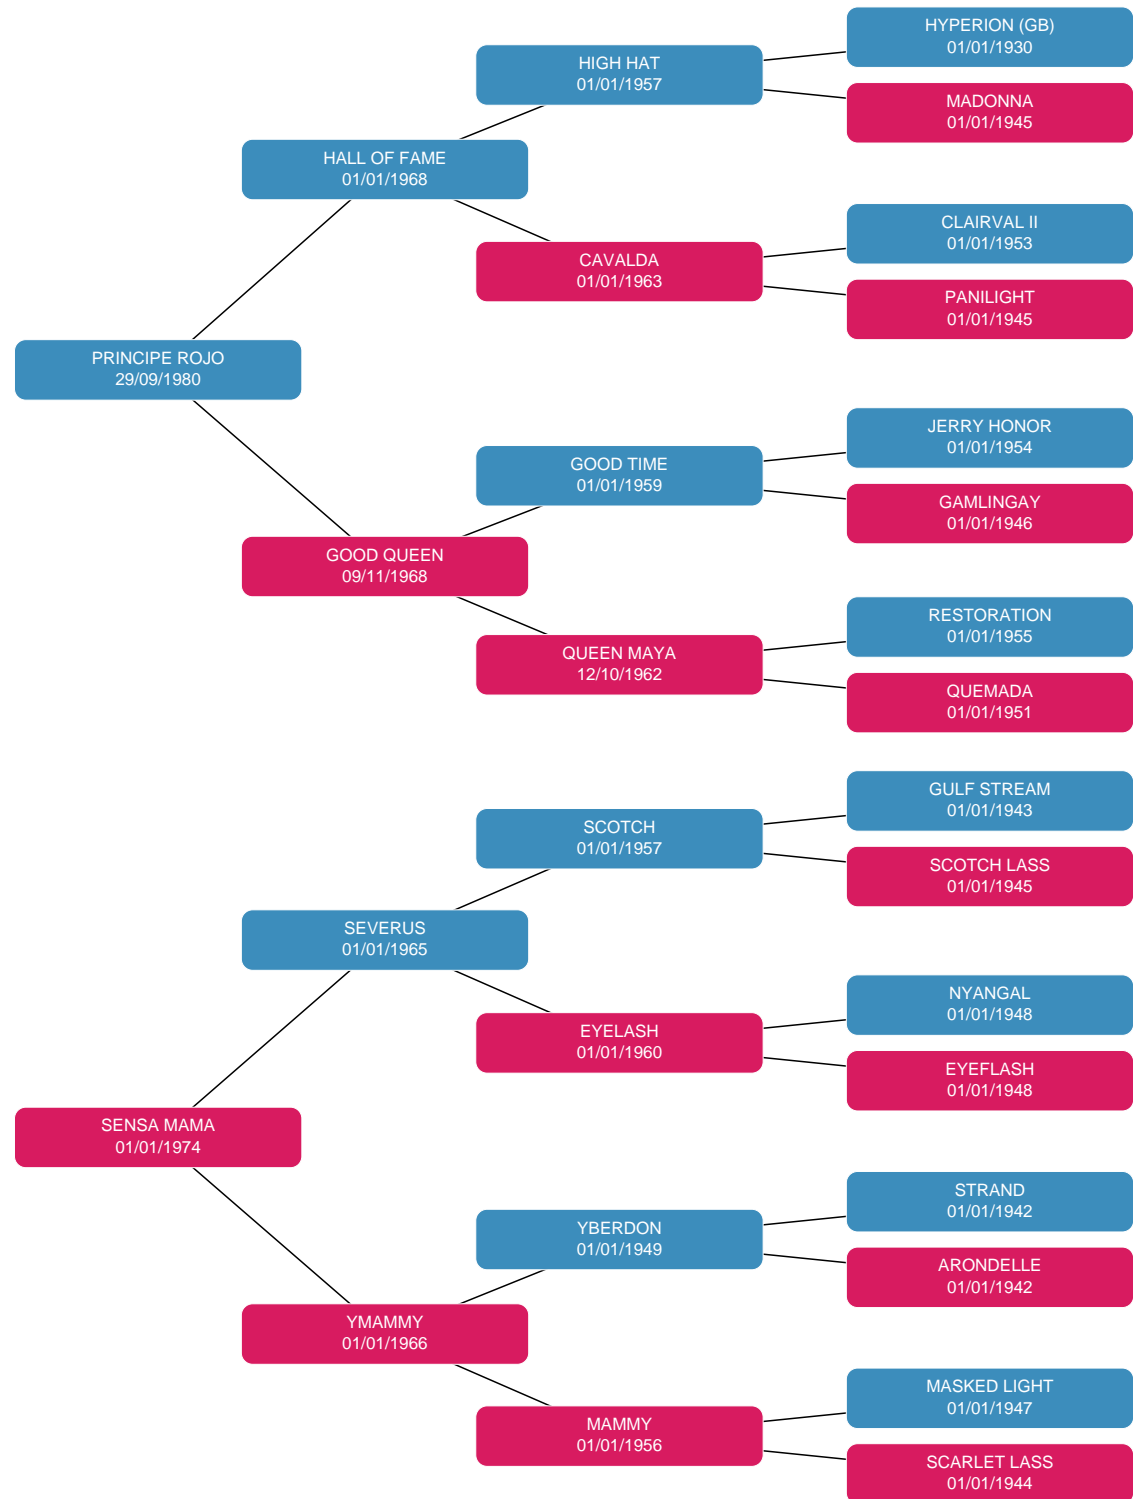 HYPERION (GB)
01/01/1930
HIGH HAT
01/01/1957
MADONNA
01/01/1945
HALL OF FAME
01/01/1968
CLAIRVAL II
01/01/1953
CAVALDA
01/01/1963
PANILIGHT
01/01/1945
PRINCIPE ROJO
29/09/1980
JERRY HONOR
01/01/1954
GOOD TIME
01/01/1959
GAMLINGAY
01/01/1946
GOOD QUEEN
09/11/1968
RESTORATION
01/01/1955
QUEEN MAYA
12/10/1962
QUEMADA
01/01/1951
GULF STREAM
01/01/1943
SCOTCH
01/01/1957
SCOTCH LASS
01/01/1945
SEVERUS
01/01/1965
NYANGAL
01/01/1948
EYELASH
01/01/1960
EYEFLASH
01/01/1948
SENSA MAMA
01/01/1974
STRAND
01/01/1942
YBERDON
01/01/1949
ARONDELLE
01/01/1942
YMAMMY
01/01/1966
MASKED LIGHT
01/01/1947
MAMMY
01/01/1956
SCARLET LASS
01/01/1944